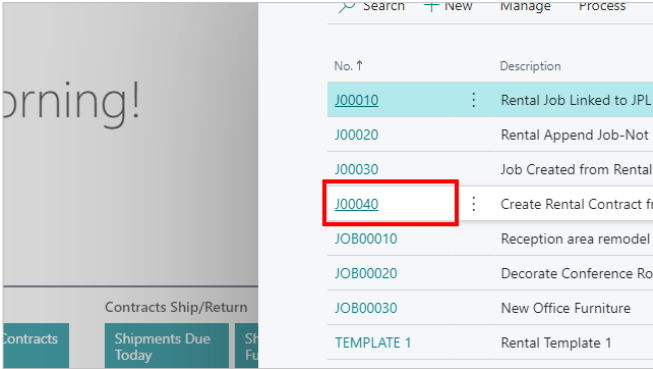 Search + New Manage Process
No. ↑ Description
J00010 Rental Job Linked to JPL
J00020 Rental Append Job-Not
J00030 Job Created from Rental
J00040 Create Rental Contract
JOB00010 Reception area remodel
JOB00020 Decorate Conference
JOB00030 New Office Furniture
TEMPLATE 1 Rental Template 1
orning!
Contracts Ship/Return
Contracts
Shipments Due
Today